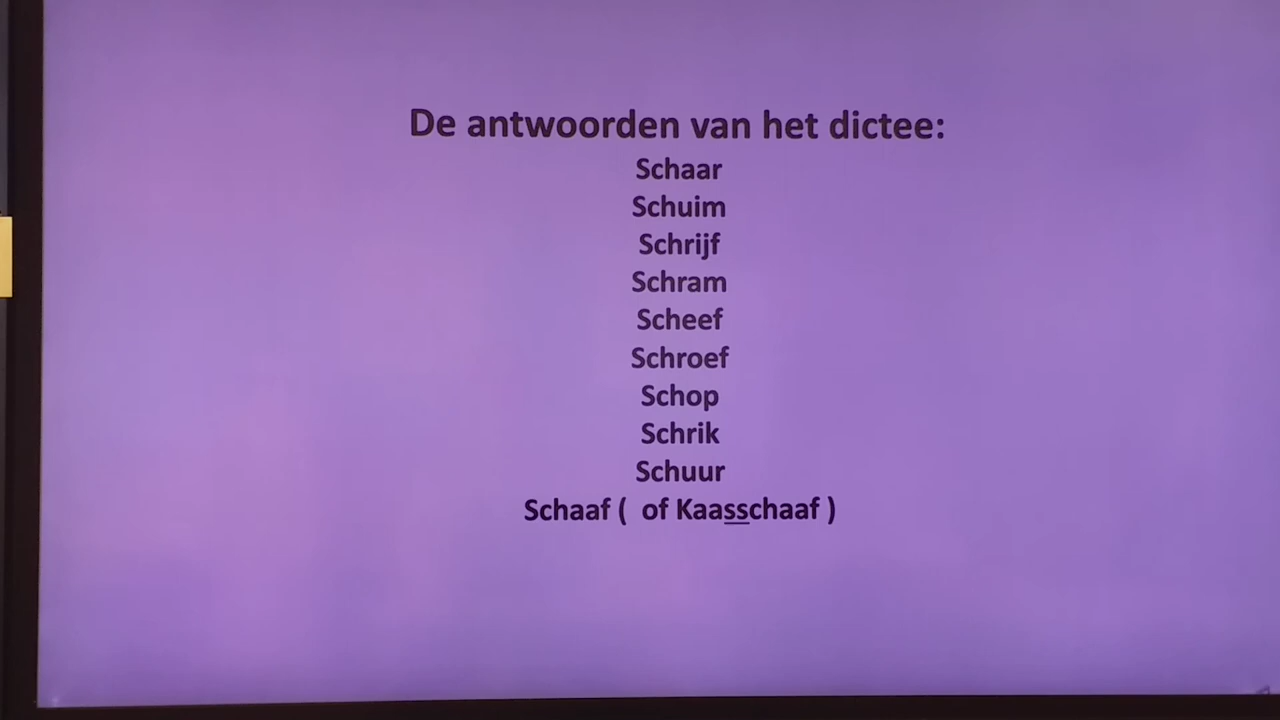 De antwoorden van het dictee:
Schaar
Schuim
Schrijf
Schram
Scheef
Schroef
Schop
Schrik
Schuur
Schaaf ( of Kaasschaaf )